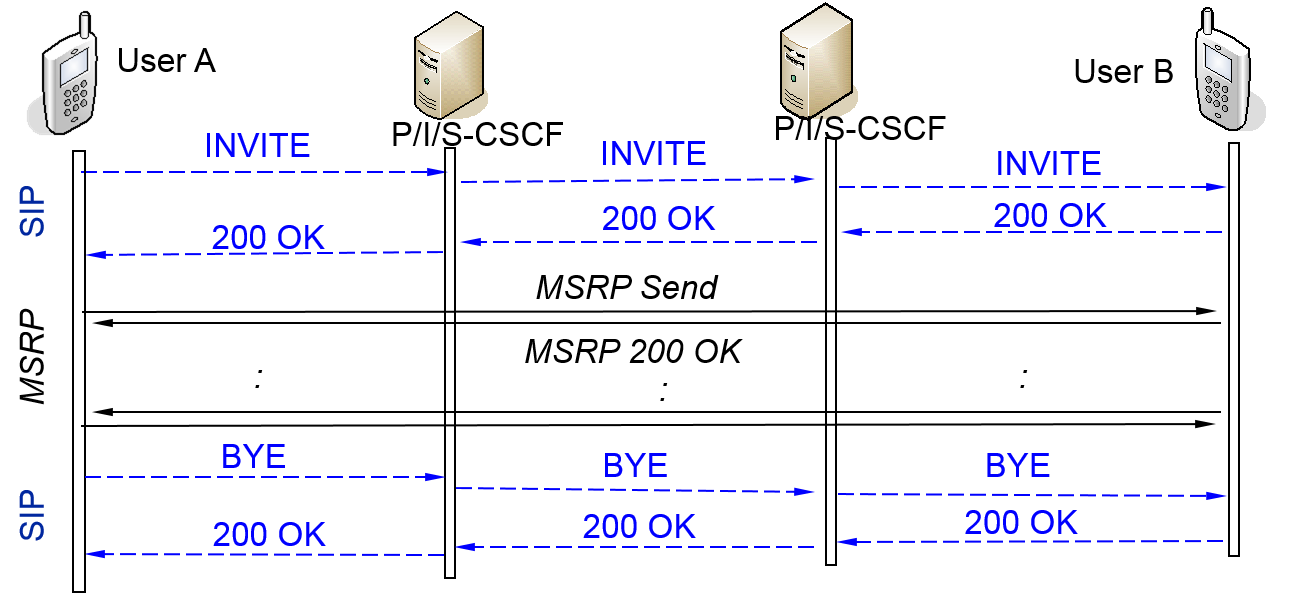 User A
P/I/S-CSCF
P/I/S-CSCF
User B
SIP
INVITE
INVITE
INVITE
200 OK
200 OK
200 OK
MSRP
MSRP Send
MSRP 200 OK
:
:
:
SIP
BYE
BYE
BYE
200 OK
200 OK
200 OK